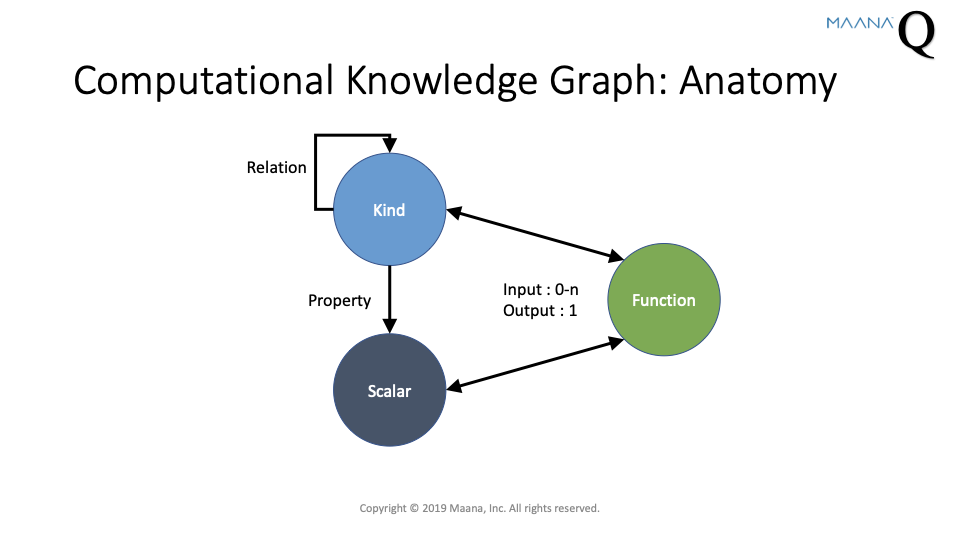 MAANA
Q
Computational Knowledge Graph: Anatomy
Relation
Kind
Property
Input : 0-n
Output : 1
Function
Scalar
Copyright © 2019 Maana, Inc. All rights reserved.